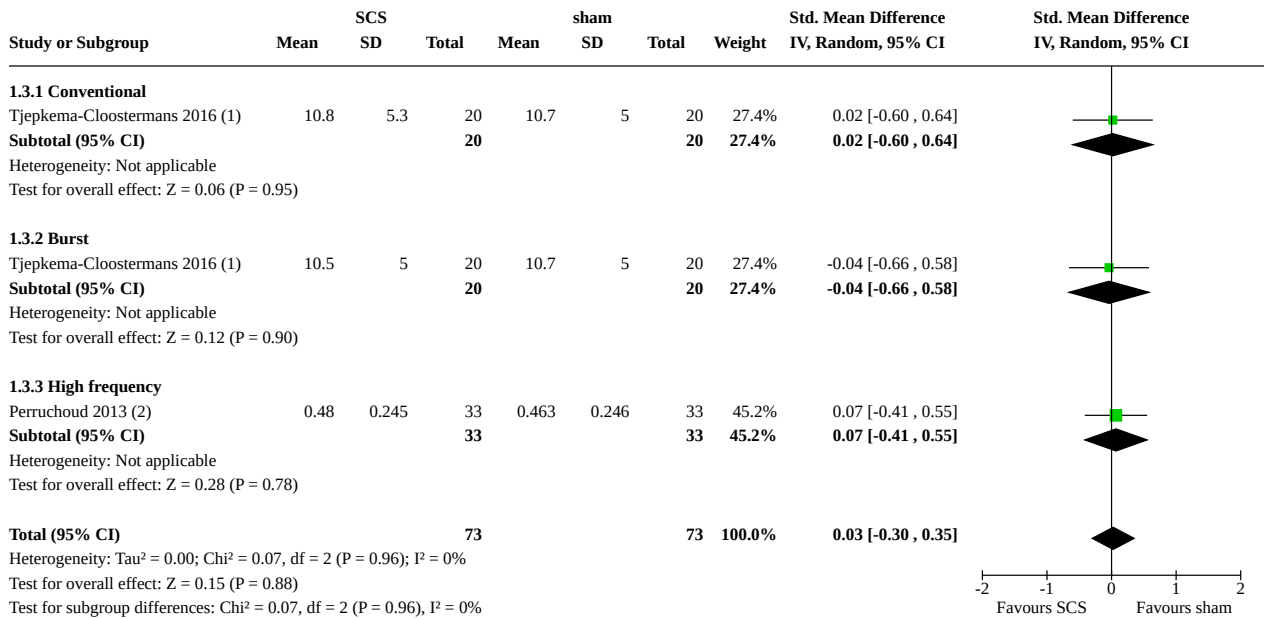 SCS sham Std. Mean Difference Std. Mean Difference
Study or Subgroup Mean SD Total Mean SD Total Weight IV, Random, 95% CI IV, Random, 95% CI
1.3.1 Conventional
Tjepkema-Cloostermans 2016 (1) 10.8 5.3 20 10.7 5 20 27.4% 0.02 [-0.60 , 0.64]
Subtotal (95% CI) 20 20 27.4% 0.02 [-0.60 , 0.64]
Heterogeneity: Not applicable
Test for overall effect: Z = 0.06 (P = 0.95)
1.3.2 Burst
Tjepkema-Cloostermans 2016 (1) 10.5 5 20 10.7 5 20 27.4% -0.04 [-0.66 , 0.58]
Subtotal (95% CI) 20 20 27.4% -0.04 [-0.66 , 0.58]
Heterogeneity: Not applicable
Test for overall effect: Z = 0.12 (P = 0.90)
1.3.3 High frequency
Perruchoud 2013 (2) 0.48 0.245 33 0.463 0.246 33 45.2% 0.07 [-0.41 , 0.55]
Subtotal (95% CI) 33 33 45.2% 0.07 [-0.41 , 0.55]
Heterogeneity: Not applicable
Test for overall effect: Z = 0.28 (P = 0.78)
Total (95% CI) 73 73 100.0% 0.03 [-0.30 , 0.35]
Heterogeneity: Tau² = 0.00; Chi² = 0.07, df = 2 (P = 0.96); I² = 0%
Test for overall effect: Z = 0.15 (P = 0.88)
-2 -1 0 1 2
Test for subgroup differences: Chi² = 0.07, df = 2 (P = 0.96), I² = 0%
Favours SCS Favours sham